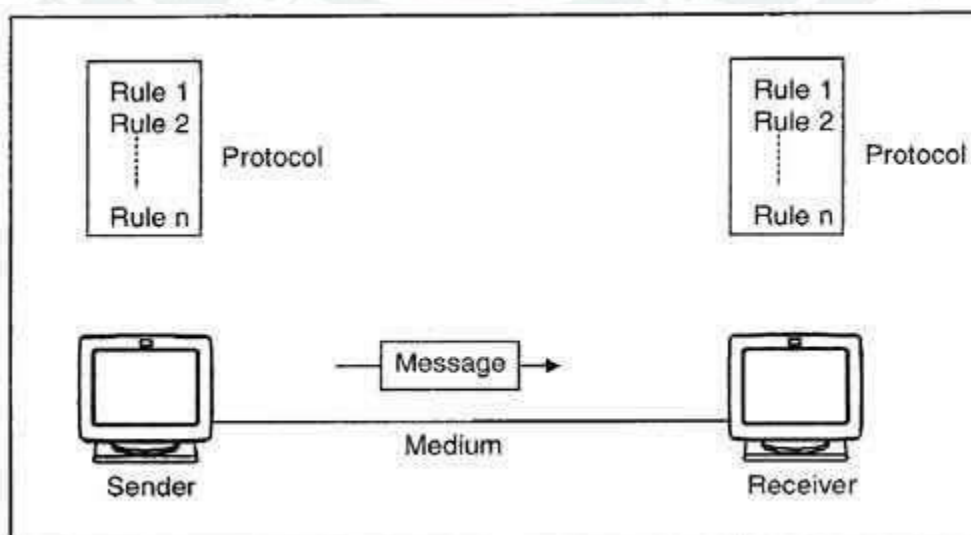 Rule 1
Rule 2
Rule n
Protocol
Rule 1
Rule 2
Rule n
Protocol
Message
Medium
Sender
Receiver